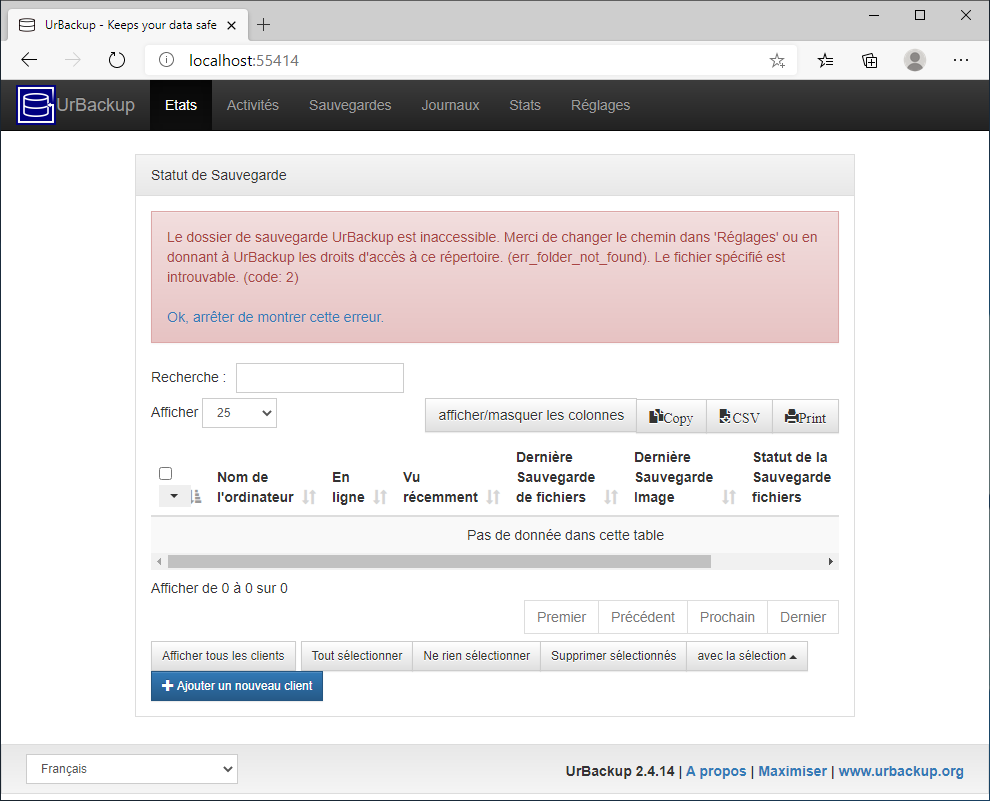 UrBackup - Keeps your data safe
localhost:55414
UrBackup Etats Activités Sauvegardes Journaux Stats Réglages
Statut de Sauvegarde
Le dossier de sauvegarde UrBackup est inaccessible. Merci de changer le chemin dans 'Réglages' ou en
donnant à UrBackup les droits d'accès à ce répertoire. (err_folder_not_found). Le fichier spécifié est
introuvable. (code: 2)
Ok, arrêter de montrer cette erreur.
Recherche :
Afficher 25 afficher/masquer les colonnes Copy CSV Print
Dernière Dernière Statut de la
Nom de En Vu Sauvegarde Sauvegarde Sauvegarde
l'ordinateur ligne récemment de fichiers Image fichiers
Pas de donnée dans cette table
Afficher de 0 à 0 sur 0
Premier Précédent Prochain Dernier
Afficher tous les clients Tout sélectionner Ne rien sélectionner Supprimer sélectionnés avec la sélection
Ajouter un nouveau client
Français UrBackup 2.4.14 | A propos | Maximiser | www.urbackup.org